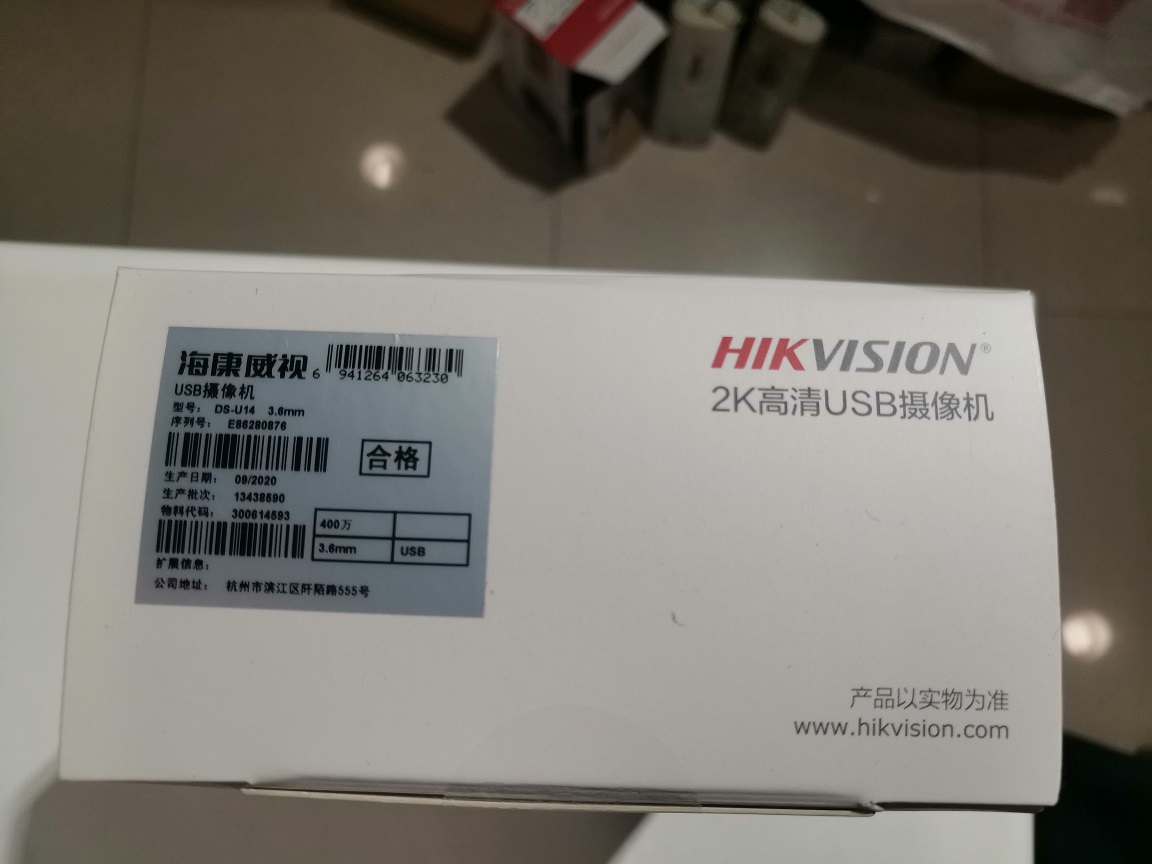 海康威视
6 941264 063230
USB摄像机
型号: DS-U14 3.6mm
序列号: E86280876
合格
生产日期: 09/2020
生产批次: 13438590
物料代码: 300614593
400万
3.6mm USB
扩展信息:
公司地址: 杭州市滨江区阡陌路555号
HIKVISION®
2K高清USB摄像机
产品以实物为准
www.hikvision.com